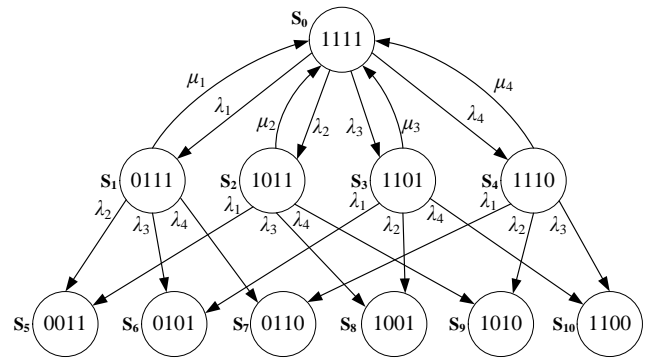 S0 1111
μ1 λ1 μ2 λ2 λ3 μ3 λ4 μ4
S1 0111 S2 1011 S3 1101 S4 1110
λ2 λ3 λ4 λ1 λ3 λ4 λ1 λ2 λ4 λ1 λ2 λ3
S5 0011 S6 0101 S7 0110 S8 1001 S9 1010 S10 1100